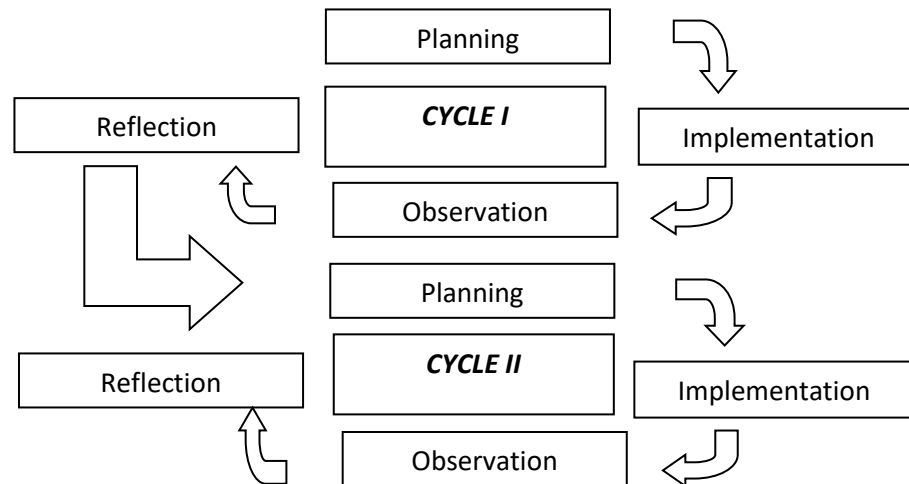 Planning
CYCLE I
Reflection
Implementation
Observation
Planning
CYCLE II
Reflection
Implementation
Observation